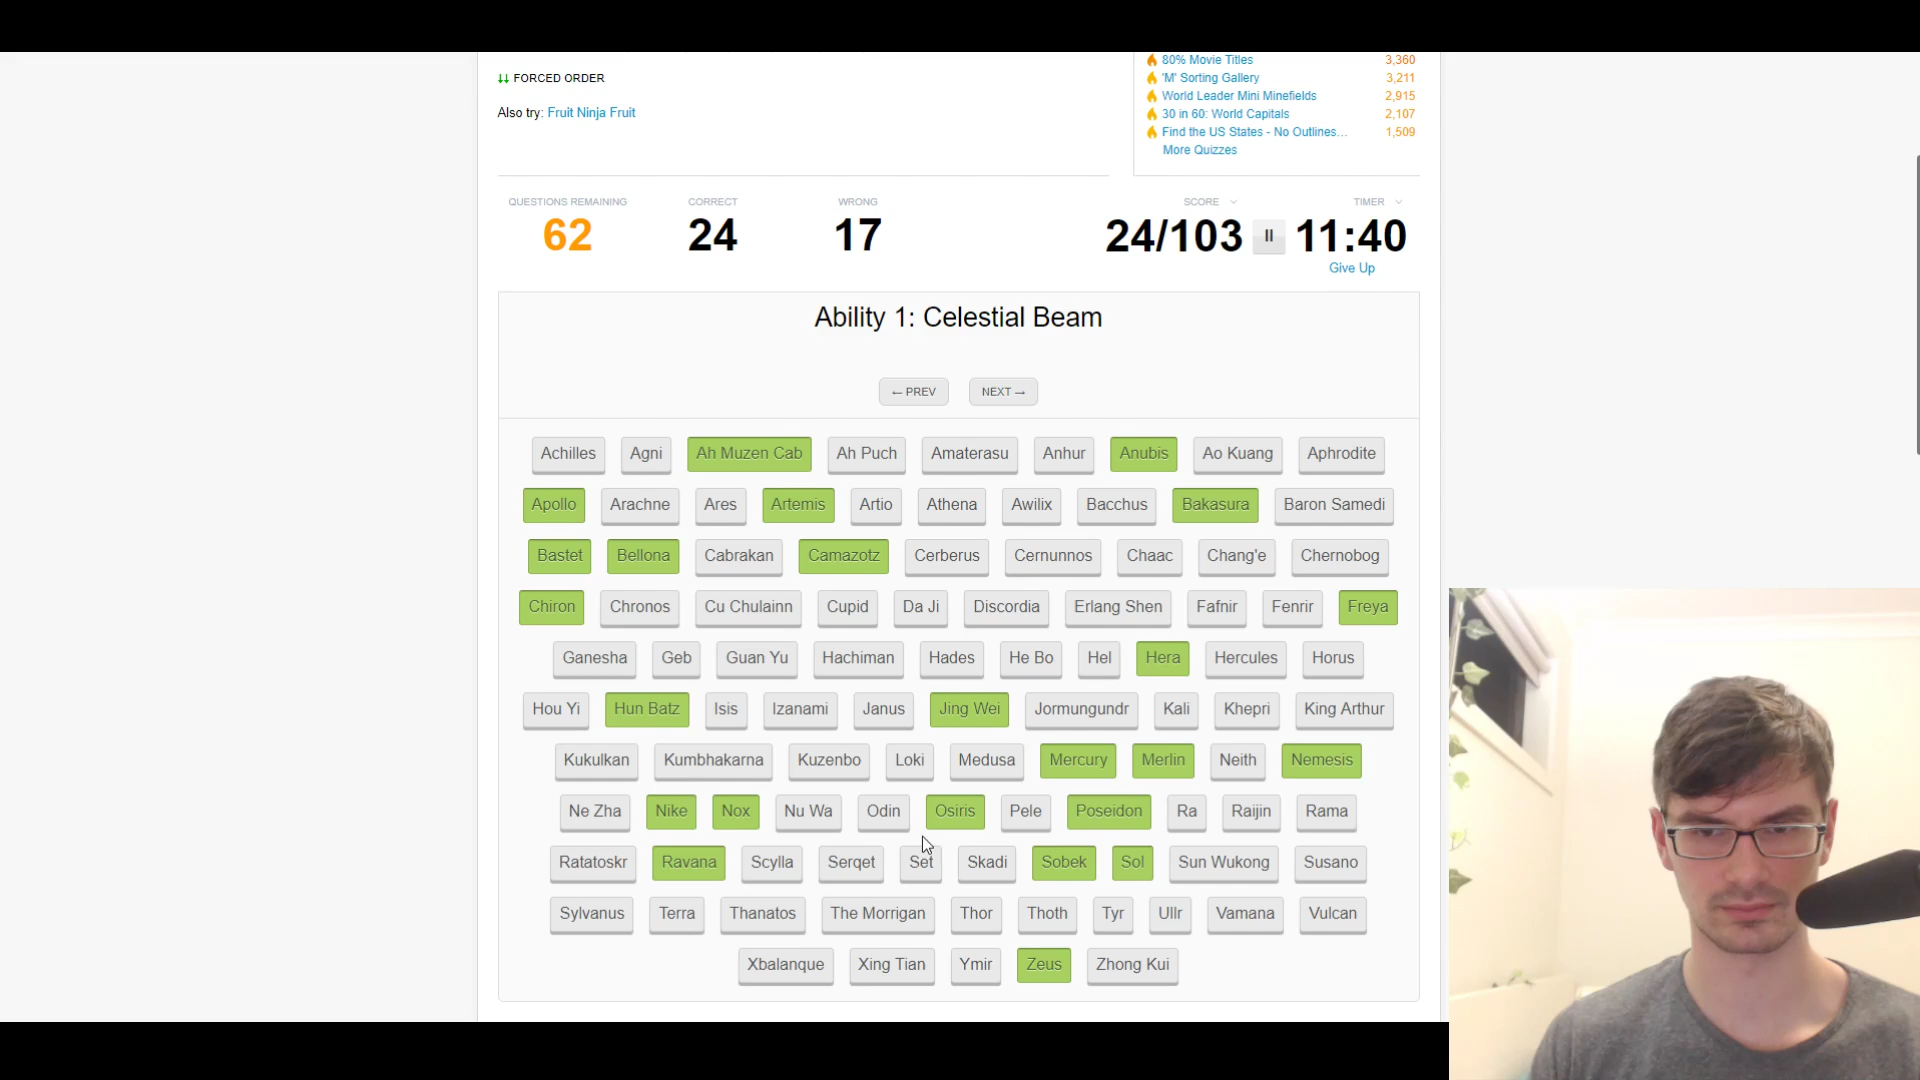 80% Movie Titles 3,360
↓↓ FORCED ORDER
'M' Sorting Gallery 3,211
World Leader Mini Minefields 2,915
Also try: Fruit Ninja Fruit
30 in 60: World Capitals 2,107
Find the US States - No Outlines... 1,509
More Quizzes
QUESTIONS REMAINING CORRECT WRONG SCORE TIMER
62 24 17 24/103 11:40
Give Up
Ability 1: Celestial Beam
← PREV NEXT →
Achilles Agni Ah Muzen Cab Ah Puch Amaterasu Anhur Anubis Ao Kuang Aphrodite
Apollo Arachne Ares Artemis Artio Athena Awilix Bacchus Bakasura Baron Samedi
Bastet Bellona Cabrakan Camazotz Cerberus Cernunnos Chaac Chang'e Chernobog
Chiron Chronos Cu Chulainn Cupid Da Ji Discordia Erlang Shen Fafnir Fenrir Freya
Ganesha Geb Guan Yu Hachiman Hades He Bo Hel Hera Hercules Horus
Hou Yi Hun Batz Isis Izanami Janus Jing Wei Jormungundr Kali Khepri King Arthur
Kukulkan Kumbhakarna Kuzenbo Loki Medusa Mercury Merlin Neith Nemesis
Ne Zha Nike Nox Nu Wa Odin Osiris Pele Poseidon Ra Raijin Rama
Ratatoskr Ravana Scylla Serqet Set Skadi Sobek Sol Sun Wukong Susano
Sylvanus Terra Thanatos The Morrigan Thor Thoth Tyr Ullr Vamana Vulcan
Xbalanque Xing Tian Ymir Zeus Zhong Kui